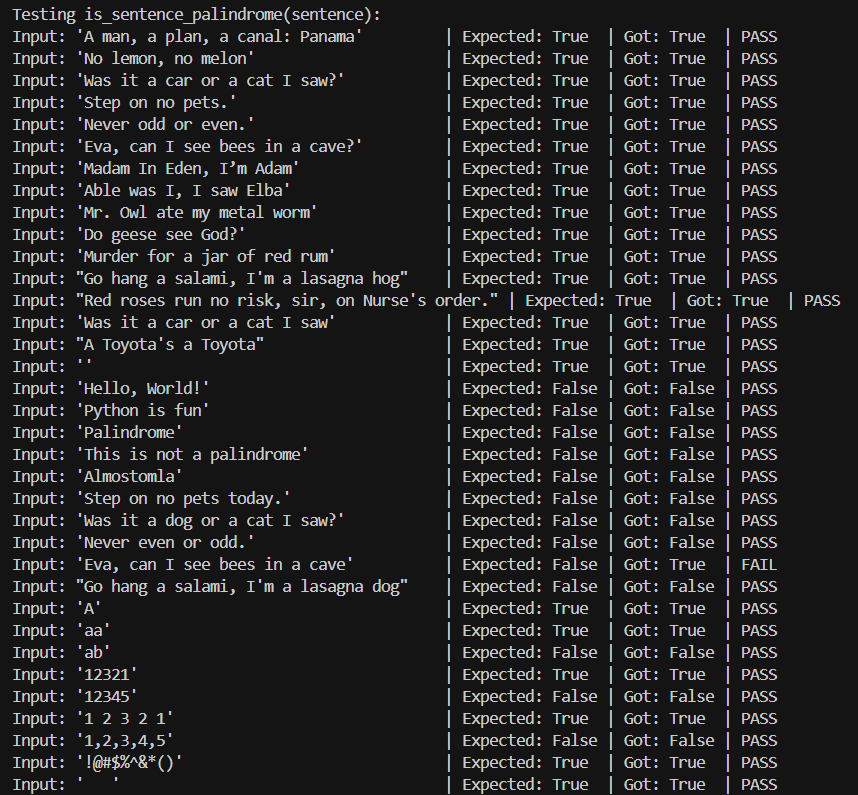 Testing is_sentence_palindrome(sentence):
Input: 'A man, a plan, a canal: Panama'         | Expected: True  | Got: True  | PASS
Input: 'No lemon, no melon'                     | Expected: True  | Got: True  | PASS
Input: 'Was it a car or a cat I saw?'           | Expected: True  | Got: True  | PASS
Input: 'Step on no pets.'                       | Expected: True  | Got: True  | PASS
Input: 'Never odd or even.'                     | Expected: True  | Got: True  | PASS
Input: 'Eva, can I see bees in a cave?'         | Expected: True  | Got: True  | PASS
Input: 'Madam In Eden, I’m Adam'                | Expected: True  | Got: True  | PASS
Input: 'Able was I, I saw Elba'                 | Expected: True  | Got: True  | PASS
Input: 'Mr. Owl ate my metal worm'              | Expected: True  | Got: True  | PASS
Input: 'Do geese see God?'                      | Expected: True  | Got: True  | PASS
Input: 'Murder for a jar of red rum'            | Expected: True  | Got: True  | PASS
Input: "Go hang a salami, I'm a lasagna hog"    | Expected: True  | Got: True  | PASS
Input: "Red roses run no risk, sir, on Nurse's order." | Expected: True  | Got: True  | PASS
Input: 'Was it a car or a cat I saw'            | Expected: True  | Got: True  | PASS
Input: "A Toyota's a Toyota"                    | Expected: True  | Got: True  | PASS
Input: ''                                       | Expected: True  | Got: True  | PASS
Input: 'Hello, World!'                          | Expected: False | Got: False | PASS
Input: 'Python is fun'                          | Expected: False | Got: False | PASS
Input: 'Palindrome'                             | Expected: False | Got: False | PASS
Input: 'This is not a palindrome'               | Expected: False | Got: False | PASS
Input: 'Almostomla'                             | Expected: False | Got: False | PASS
Input: 'Step on no pets today.'                 | Expected: False | Got: False | PASS
Input: 'Was it a dog or a cat I saw?'           | Expected: False | Got: False | PASS
Input: 'Never even or odd.'                     | Expected: False | Got: False | PASS
Input: 'Eva, can I see bees in a cave'          | Expected: False | Got: True  | FAIL
Input: "Go hang a salami, I'm a lasagna dog"    | Expected: False | Got: False | PASS
Input: 'A'                                      | Expected: True  | Got: True  | PASS
Input: 'aa'                                     | Expected: True  | Got: True  | PASS
Input: 'ab'                                     | Expected: False | Got: False | PASS
Input: '12321'                                  | Expected: True  | Got: True  | PASS
Input: '12345'                                  | Expected: False | Got: False | PASS
Input: '1 2 3 2 1'                              | Expected: True  | Got: True  | PASS
Input: '1,2,3,4,5'                              | Expected: False | Got: False | PASS
Input: '!@#$%^&*()'                             | Expected: True  | Got: True  | PASS
Input: '   '                                    | Expected: True  | Got: True  | PASS